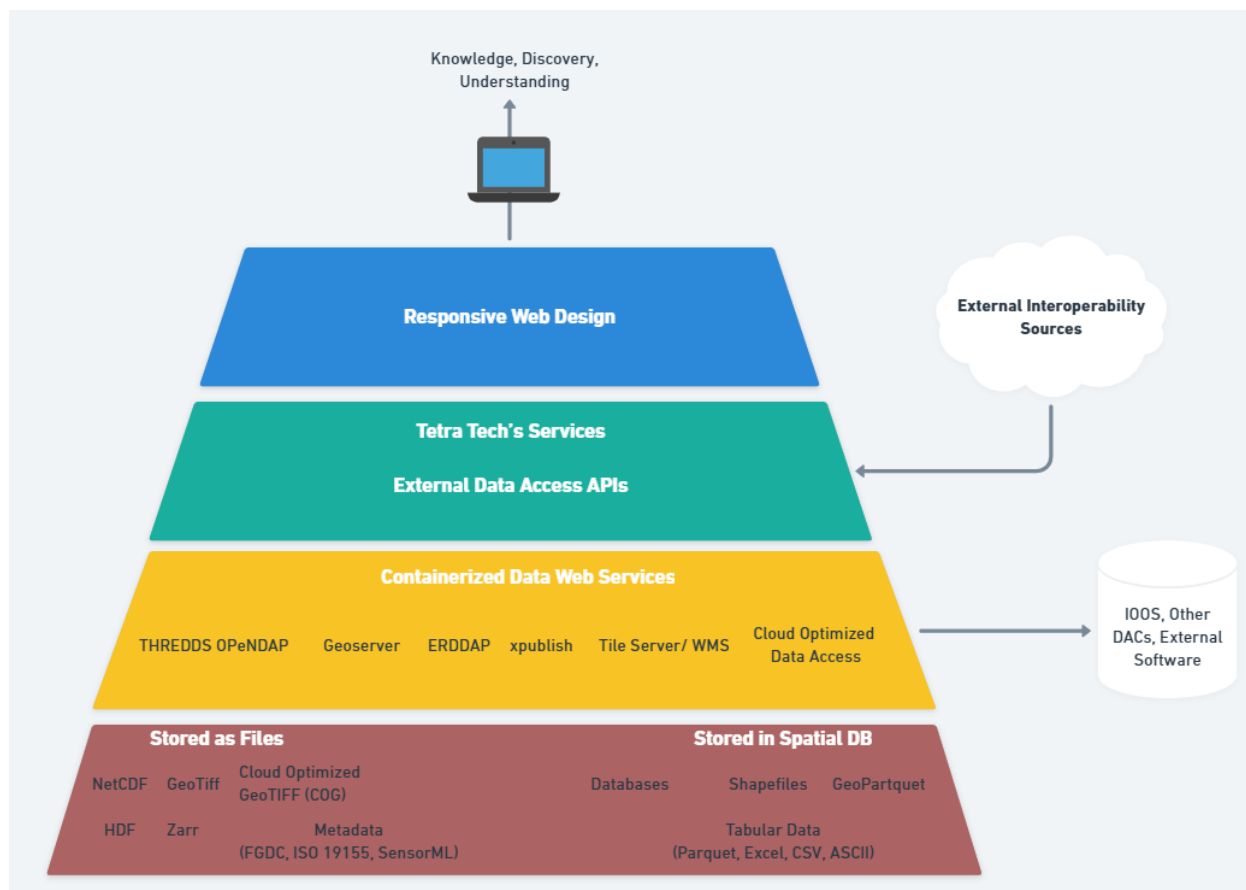 Knowledge, Discovery,
Understanding
Responsive Web Design
External Interoperability
Sources
Tetra Tech's Services
External Data Access APIs
Containerized Data Web Services
THREDDS OPeNDAP
Geoserver
ERDDAP
xpublish
Tile Server/ WMS
Cloud Optimized
Data Access
IOOS, Other
DACs, External
Software
Stored as Files
NetCDF
GeoTiff
Cloud Optimized
GeoTIFF (COG)
HDF
Zarr
Metadata
(FGDC, ISO 19155, SensorML)
Stored in Spatial DB
Databases
Shapefiles
GeoPartquet
Tabular Data
(Parquet, Excel, CSV, ASCII)